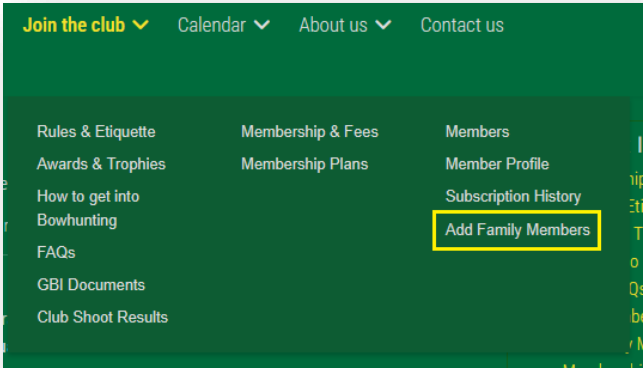 Join the club
Calendar
About us
Contact us
Rules & Etiquette
Awards & Trophies
How to get into
Bowhunting
FAQs
GBI Documents
Club Shoot Results
Membership & Fees
Membership Plans
Members
Member Profile
Subscription History
Add Family Members